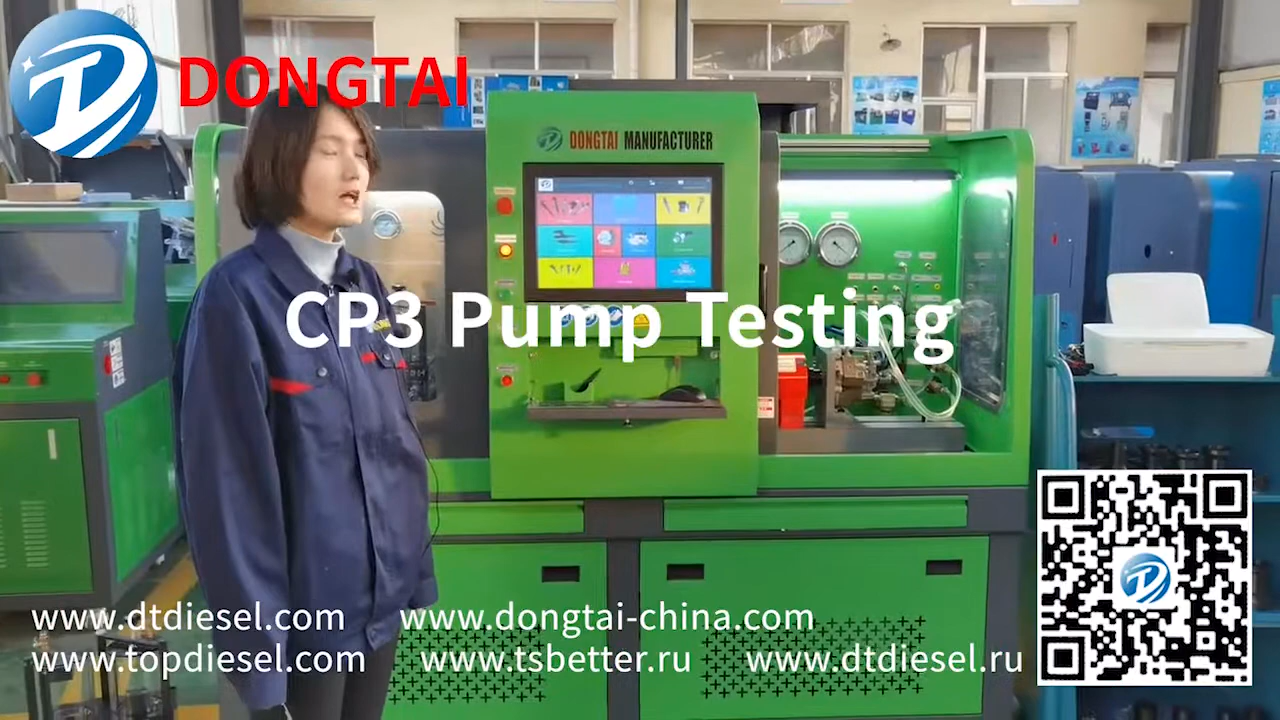 DONGTAI
DONGTAI MANUFACTURER
CP3 Pump Testing
www.dtdiesel.com www.dongtai-china.com
www.topdiesel.com www.tsbetter.ru www.dtdiesel.ru